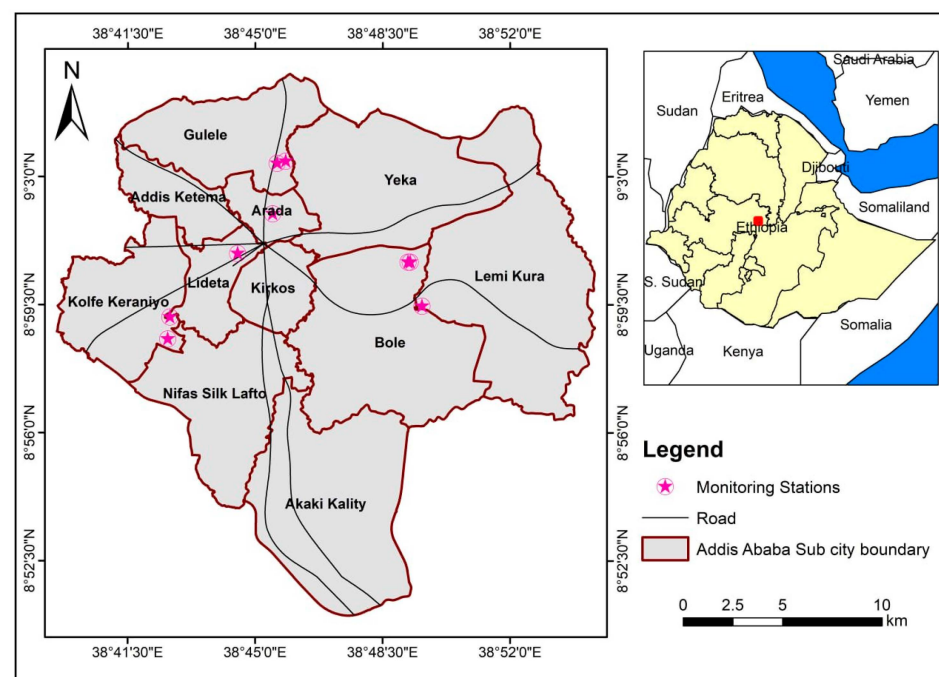 38°41'30"E 38°45'0"E 38°48'30"E 38°52'0"E
N
9°3'30"N
8°59'30"N
8°56'0"N
8°52'30"N
Gulele
Yeka
Addis Ketema
Arada
Lemi Kura
Lideta
Kirkos
Kolfe Keraniyo
Bole
Nifas Silk Lafto
Akaki Kality
9°3'30"N
8°59'30"N
8°56'0"N
8°52'30"N
38°41'30"E 38°45'0"E 38°48'30"E 38°52'0"E
Saudi Arabia
Sudan
Eritrea
Yemen
Djibouti
Somaliland
Ethiopia
S. Sudan
Somalia
Uganda
Kenya
Legend
Monitoring Stations
Road
Addis Ababa Sub city boundary
0 2.5 5 10
km